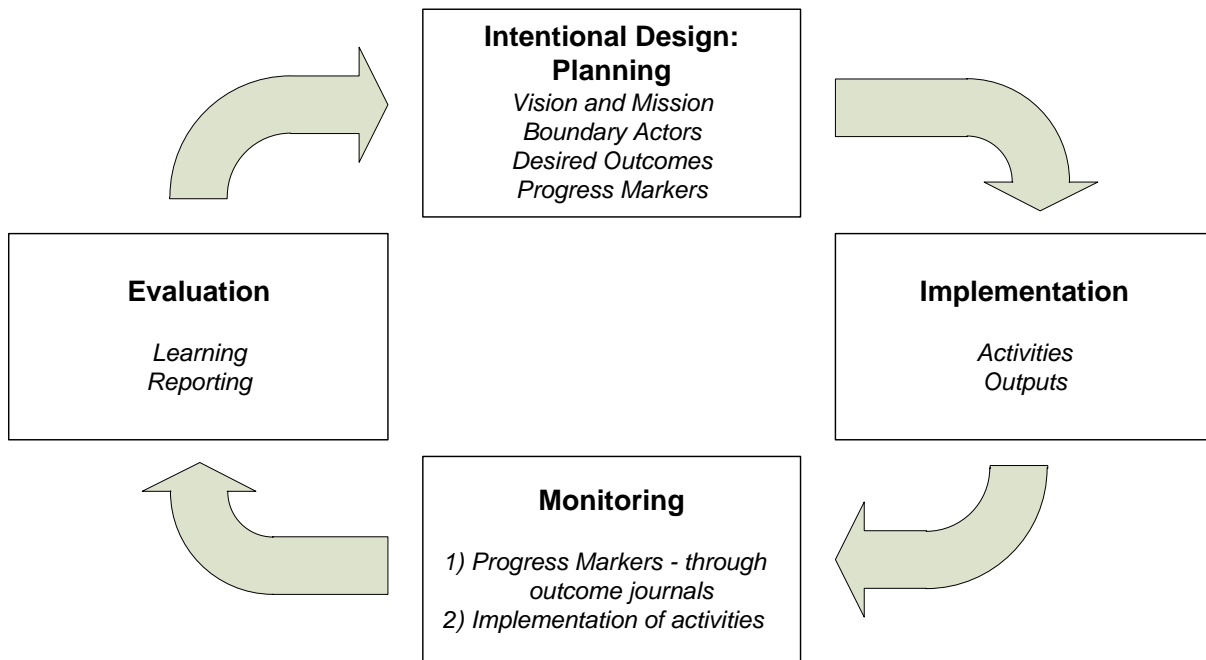 Intentional Design:
Planning
Vision and Mission
Boundary Actors
Desired Outcomes
Progress Markers
Evaluation
Learning
Reporting
Implementation
Activities
Outputs
Monitoring
1) Progress Markers - through
outcome journals
2) Implementation of activities